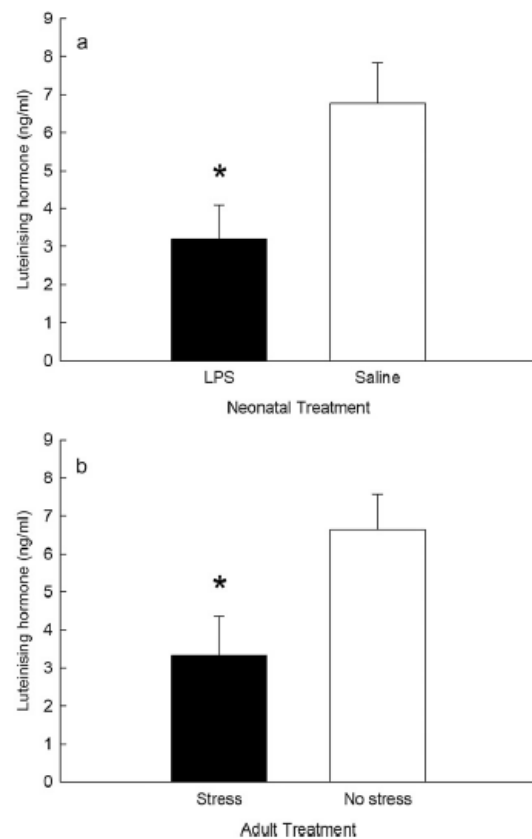 a
Luteinising hormone (ng/ml)
9
8
7
6
5
4
3
2
1
0
*
LPS Saline
Neonatal Treatment
b
Luteinising hormone (ng/ml)
9
8
7
6
5
4
3
2
1
0
*
Stress No stress
Adult Treatment